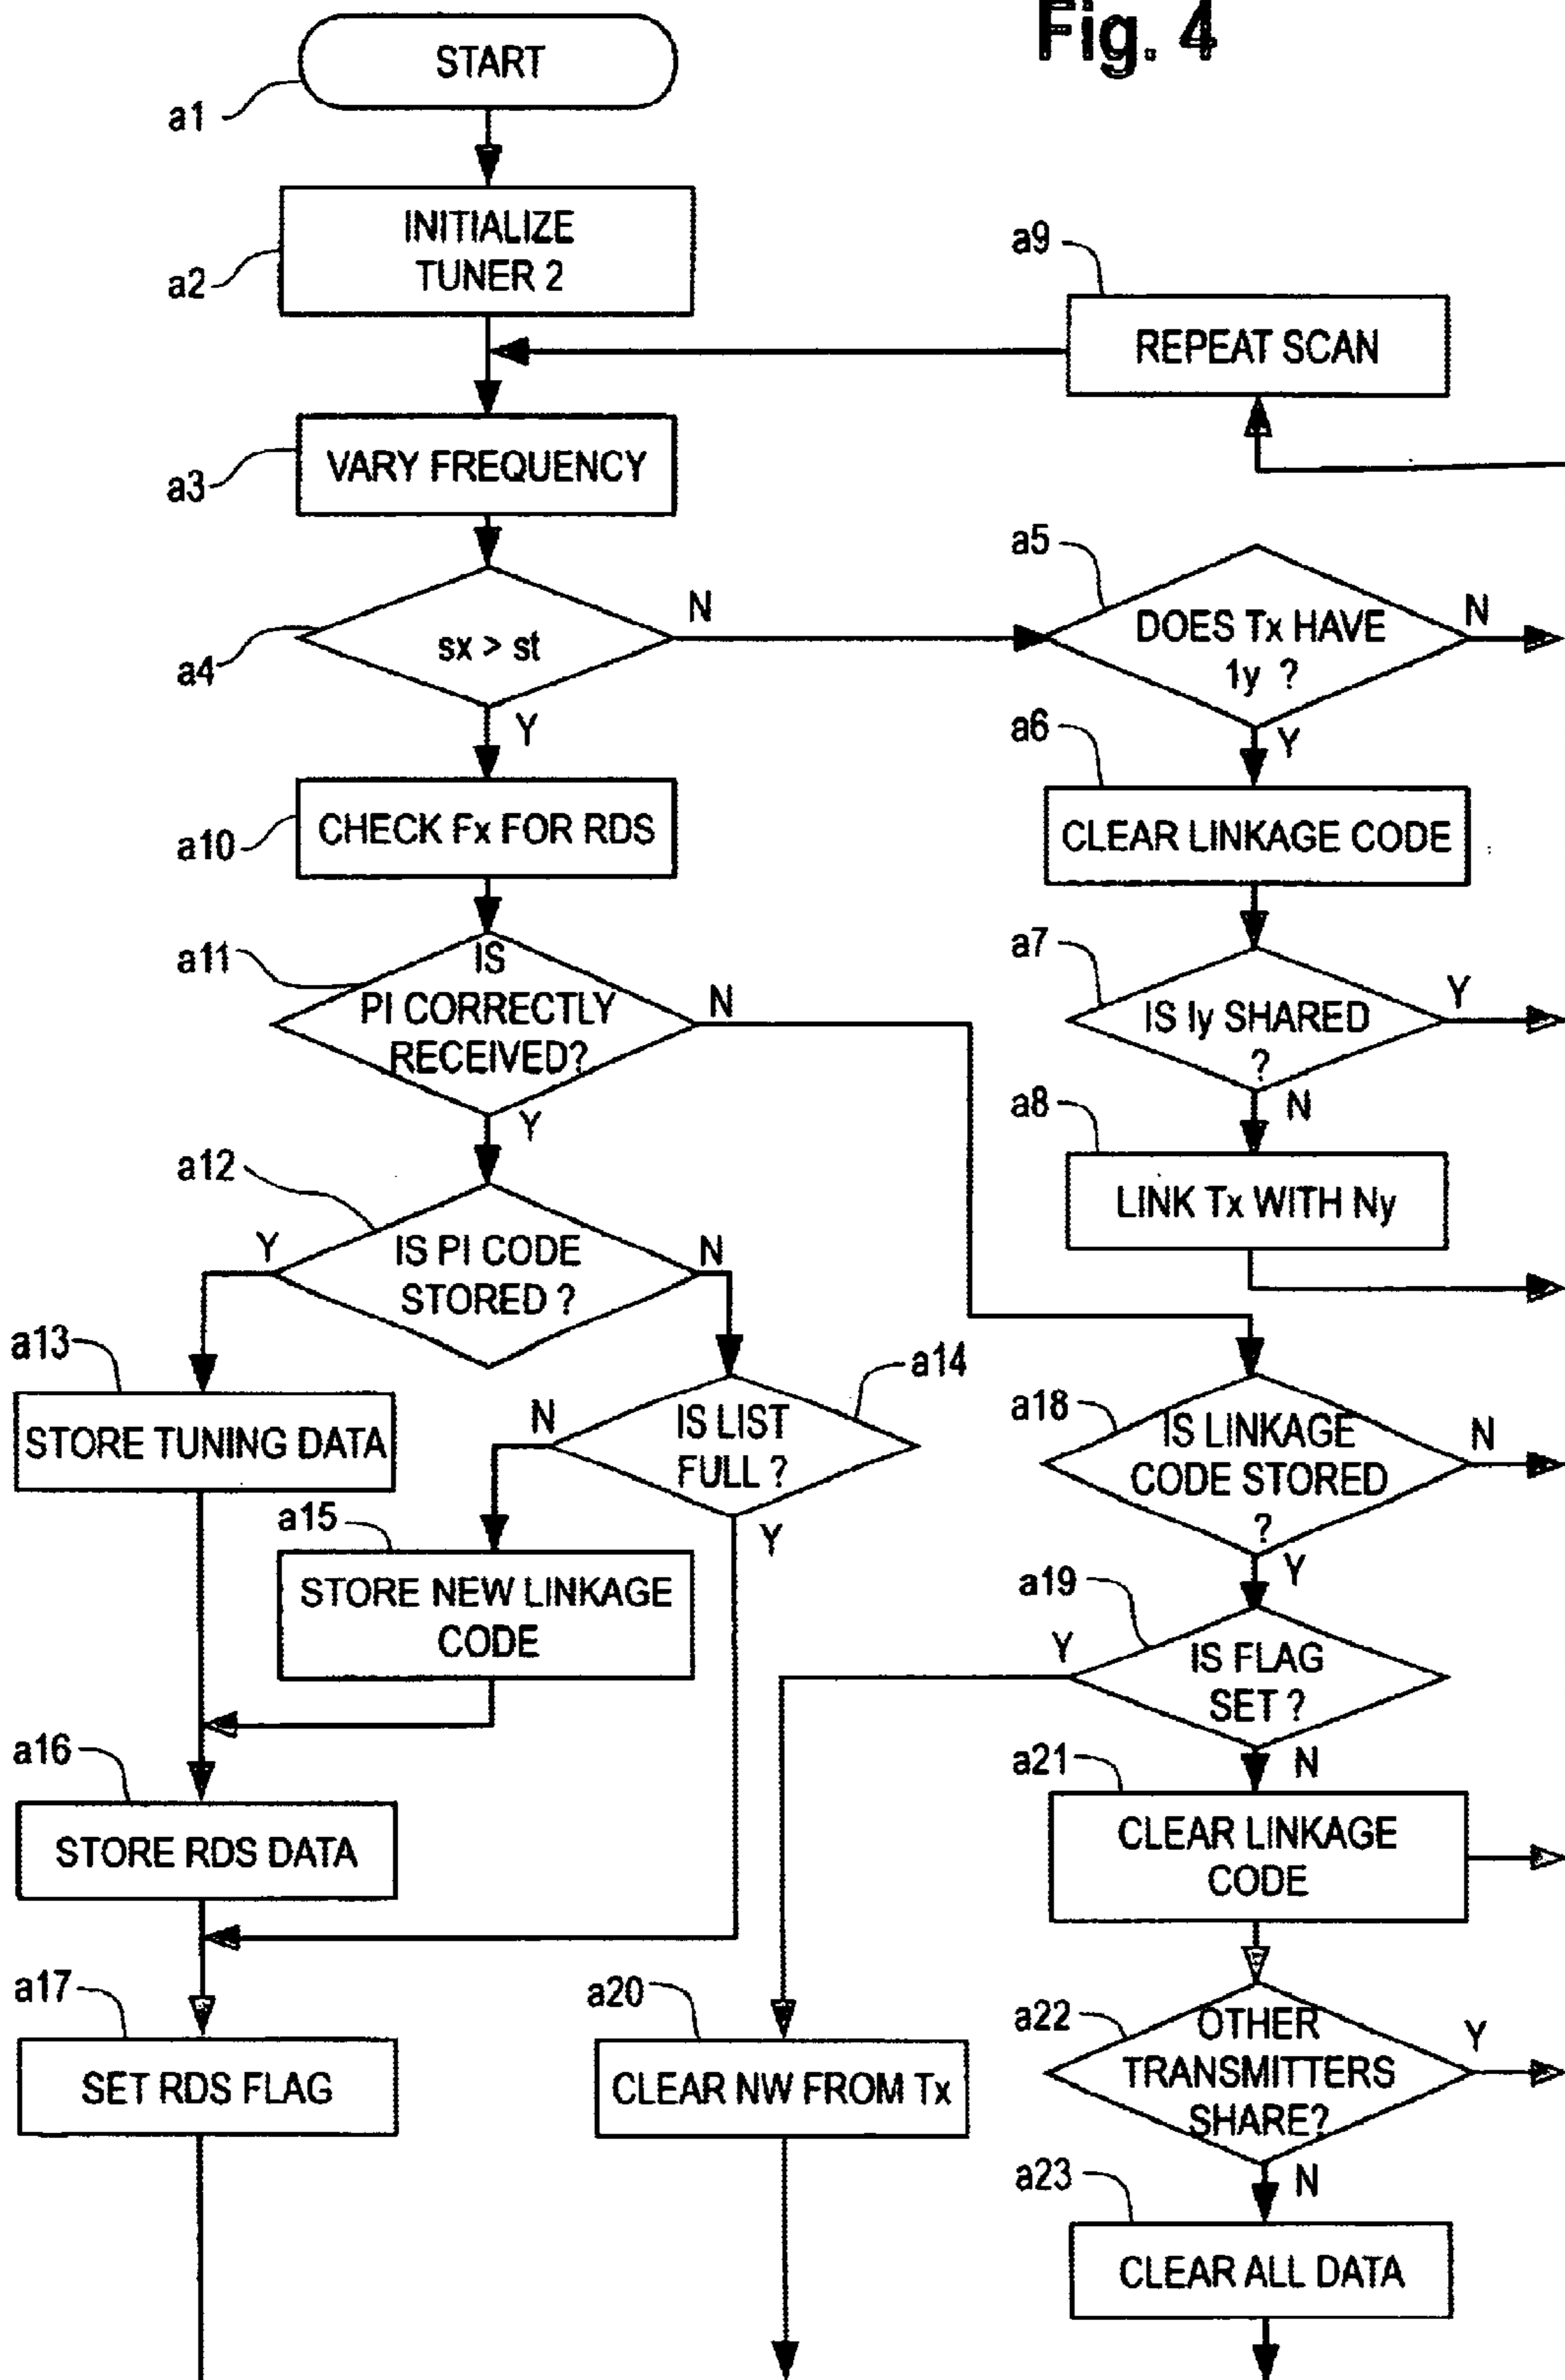 Fig. 4
START
a1
INITIALIZE
TUNER 2
a2
a9
REPEAT SCAN
VARY FREQUENCY
a3
a5
N
DOES Tx HAVE
1y ?
N
sx > st
a4
Y
a6
Y
CHECK Fx FOR RDS
a10
CLEAR LINKAGE CODE
a11
IS
PI CORRECTLY
RECEIVED?
N
a7
IS ly SHARED
?
Y
Y
N
a8
LINK Tx WITH Ny
a12
Y
IS PI CODE
STORED ?
N
a13
STORE TUNING DATA
a14
N
IS LIST
FULL ?
Y
a18
IS LINKAGE
CODE STORED
?
N
Y
a15
STORE NEW LINKAGE
CODE
a19
Y
IS FLAG
SET ?
N
a16
STORE RDS DATA
a21
CLEAR LINKAGE
CODE
a17
SET RDS FLAG
a20
CLEAR NW FROM Tx
a22
OTHER
TRANSMITTERS
SHARE?
Y
N
a23
CLEAR ALL DATA